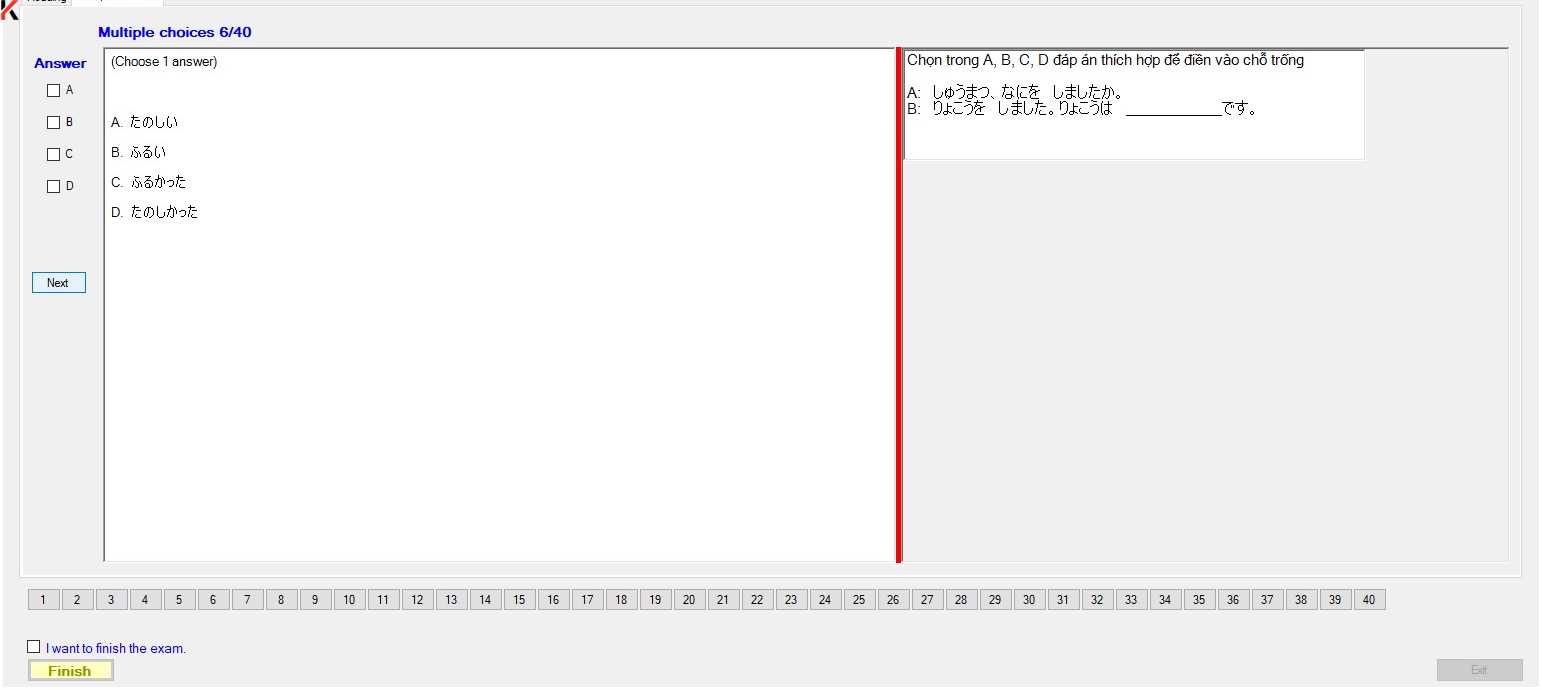 Multiple choices 6/40
Answer
A
B
C
D
Next
(Choose 1 answer)
A. たのしい
B. ふるい
C. ふるかった
D. たのしかった
Chọn trong A, B, C, D đáp án thích hợp để điền vào chỗ trống
A: しゅうまつ、なにを しましたか。
B: りょこうを しました。りょこうは ____________です。
1 2 3 4 5 6 7 8 9 10 11 12 13 14 15 16 17 18 19 20 21 22 23 24 25 26 27 28 29 30 31 32 33 34 35 36 37 38 39 40
I want to finish the exam.
Finish
Exit